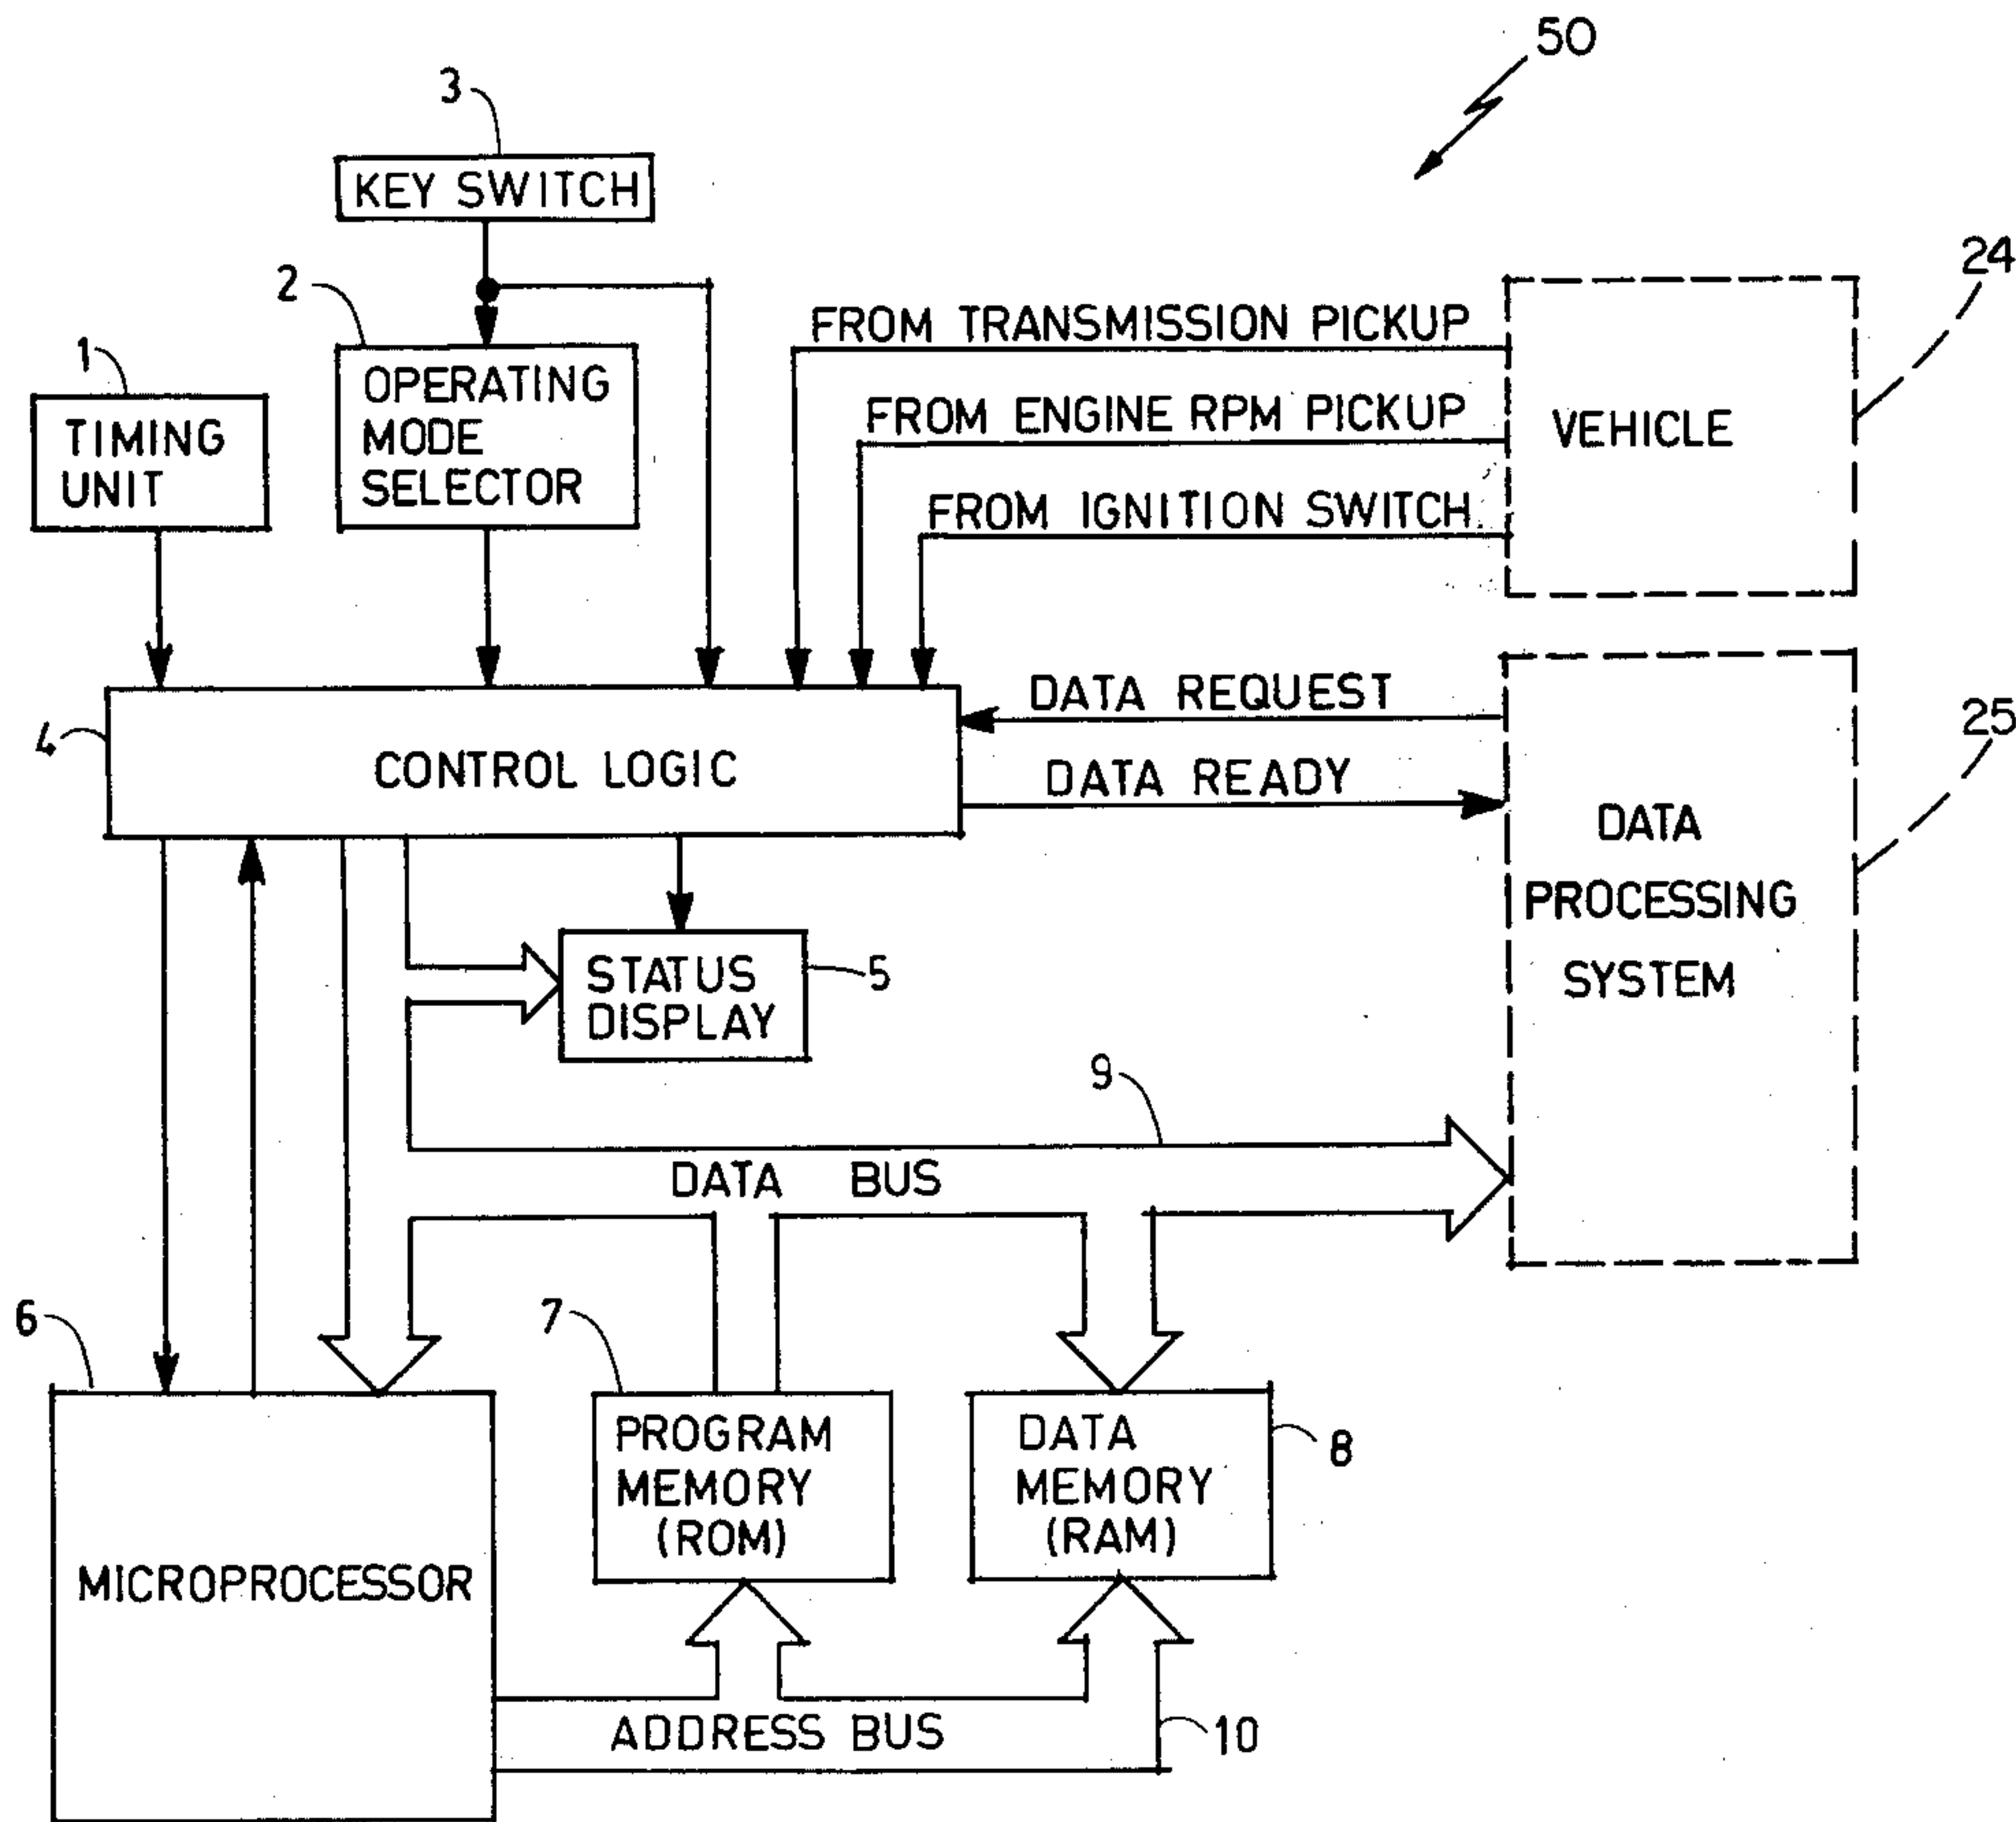 50
3
KEY SWITCH
24
2
FROM TRANSMISSION PICKUP
1
OPERATING
MODE
SELECTOR
FROM ENGINE RPM PICKUP
VEHICLE
TIMING
UNIT
FROM IGNITION SWITCH
DATA REQUEST
25
4
CONTROL LOGIC
DATA READY
DATA
PROCESSING
SYSTEM
STATUS
DISPLAY
5
9
DATA BUS
6
7
PROGRAM
MEMORY
(ROM)
DATA
MEMORY
(RAM)
8
MICROPROCESSOR
ADDRESS BUS
10